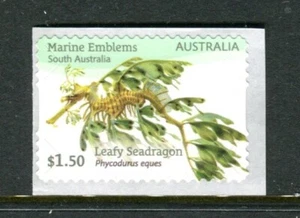 Marine Emblems
South Australia
AUSTRALIA
Leafy Seadragon
$1.50
Phycodurus eques